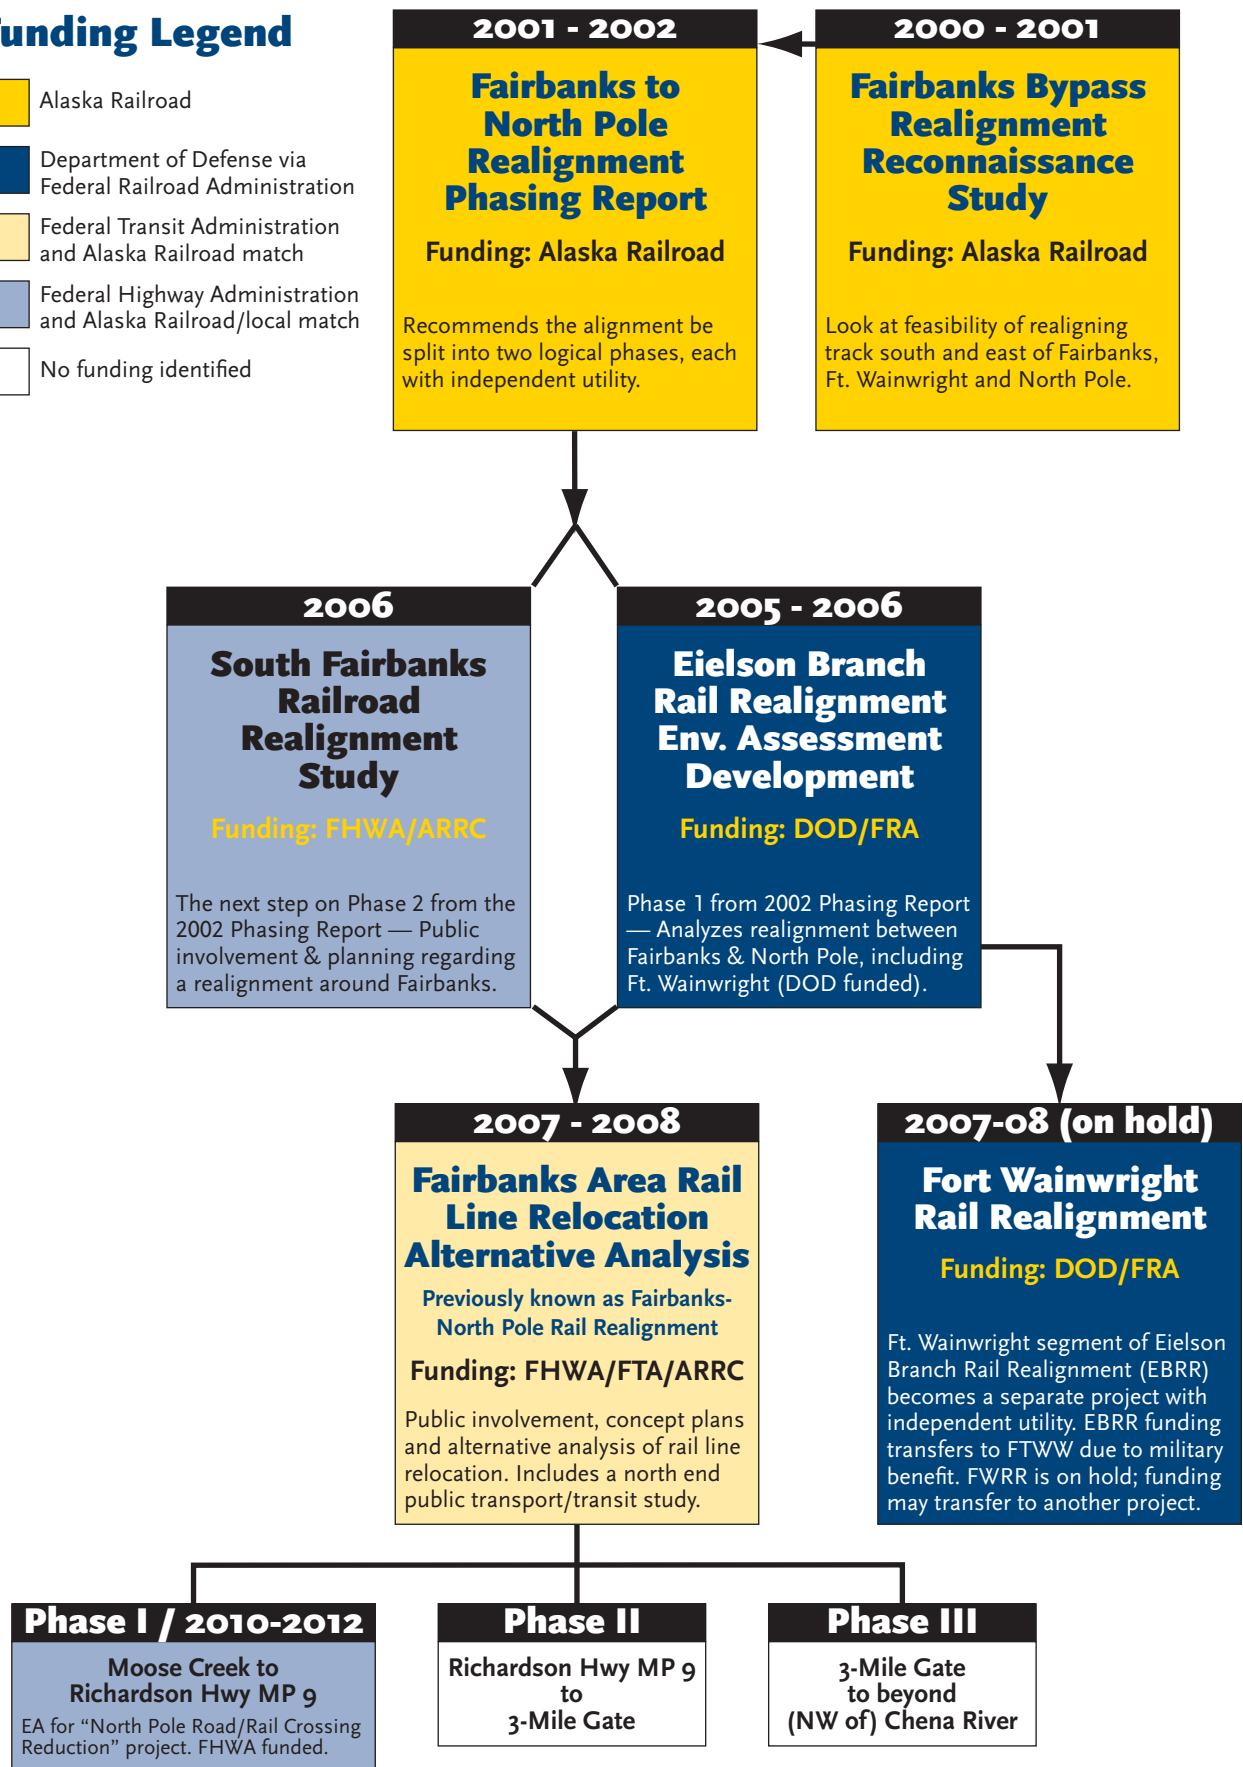 unding Legend
Alaska Railroad
Department of Defense via
Federal Railroad Administration
Federal Transit Administration
and Alaska Railroad match
Federal Highway Administration
and Alaska Railroad/local match
No funding identified
2001 - 2002
Fairbanks to
North Pole
Realignment
Phasing Report
Funding: Alaska Railroad
Recommends the alignment be
split into two logical phases, each
with independent utility.
2000 - 2001
Fairbanks Bypass
Realignment
Reconnaissance
Study
Funding: Alaska Railroad
Look at feasibility of realigning
track south and east of Fairbanks,
Ft. Wainwright and North Pole.
2006
South Fairbanks
Railroad
Realignment
Study
Funding: FHWA/ARRC
The next step on Phase 2 from the
2002 Phasing Report — Public
involvement & planning regarding
a realignment around Fairbanks.
2005 - 2006
Eielson Branch
Rail Realignment
Env. Assessment
Development
Funding: DOD/FRA
Phase 1 from 2002 Phasing Report
— Analyzes realignment between
Fairbanks & North Pole, including
Ft. Wainwright (DOD funded).
2007 - 2008
Fairbanks Area Rail
Line Relocation
Alternative Analysis
Previously known as Fairbanks-
North Pole Rail Realignment
Funding: FHWA/FTA/ARRC
Public involvement, concept plans
and alternative analysis of rail line
relocation. Includes a north end
public transport/transit study.
2007-08 (on hold)
Fort Wainwright
Rail Realignment
Funding: DOD/FRA
Ft. Wainwright segment of Eielson
Branch Rail Realignment (EBRR)
becomes a separate project with
independent utility. EBRR funding
transfers to FTWW due to military
benefit. FWRR is on hold; funding
may transfer to another project.
Phase I / 2010-2012
Moose Creek to
Richardson Hwy MP 9
EA for “North Pole Road/Rail Crossing
Reduction” project. FHWA funded.
Phase II
Richardson Hwy MP 9
to
3-Mile Gate
Phase III
3-Mile Gate
to beyond
(NW of) Chena River